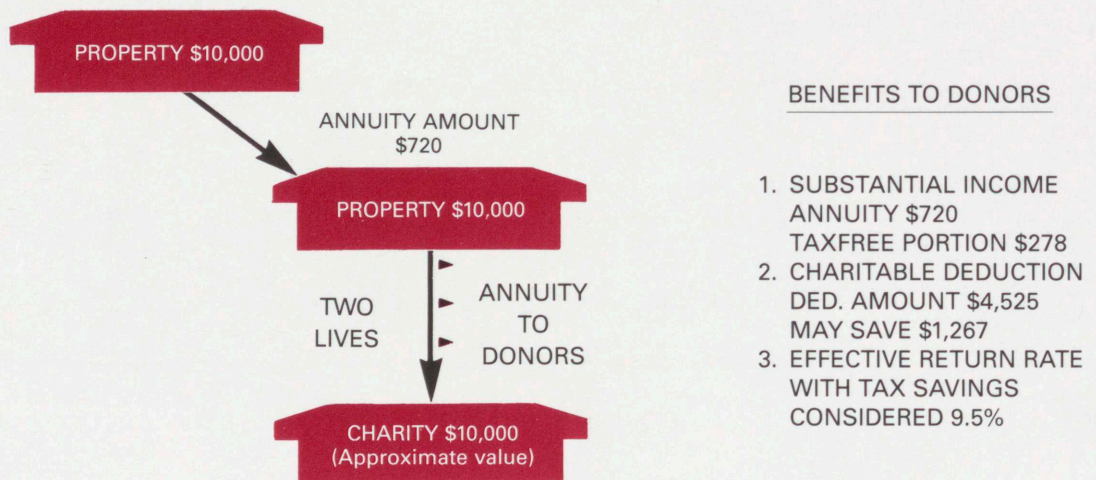 PROPERTY $10,000
ANNUITY AMOUNT
$720
PROPERTY $10,000
TWO
LIVES
ANNUITY
TO
DONORS
CHARITY $10,000
(Approximate value)
BENEFITS TO DONORS
1. SUBSTANTIAL INCOME
ANNUITY $720
TAXFREE PORTION $278
2. CHARITABLE DEDUCTION
DED. AMOUNT $4,525
MAY SAVE $1,267
3. EFFECTIVE RETURN RATE
WITH TAX SAVINGS
CONSIDERED 9.5%